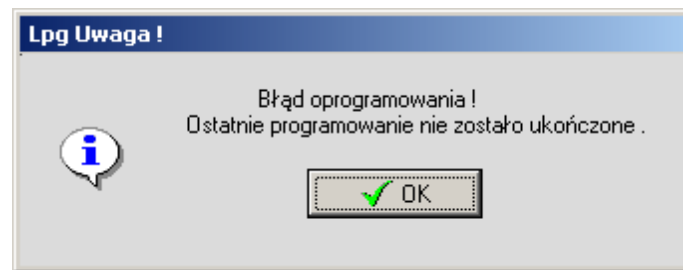 Lpg Uwaga !
Błąd oprogramowania !
Ostatnie programowanie nie zostało ukończone .
OK